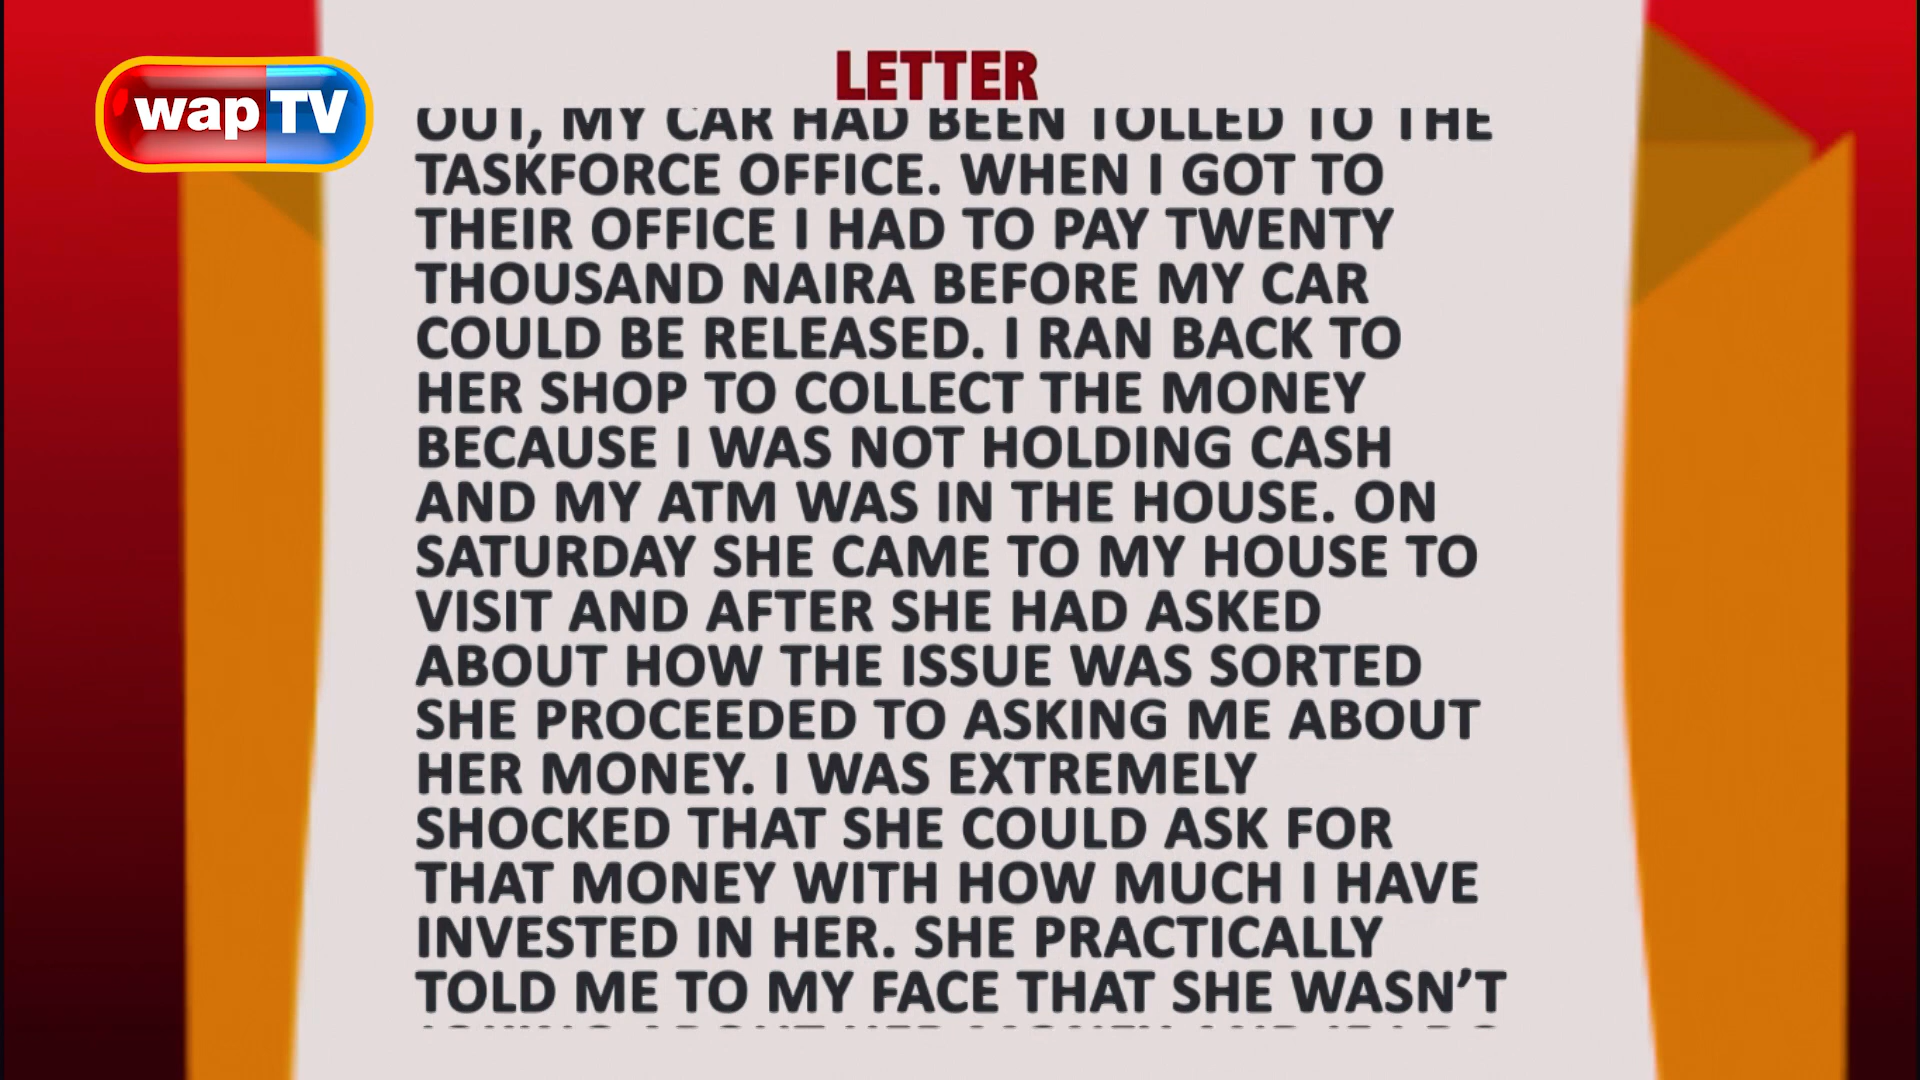 wap TV
LETTER
OUT, MY CAR HAD BEEN TOLLED TO THE
TASKFORCE OFFICE. WHEN I GOT TO
THEIR OFFICE I HAD TO PAY TWENTY
THOUSAND NAIRA BEFORE MY CAR
COULD BE RELEASED. I RAN BACK TO
HER SHOP TO COLLECT THE MONEY
BECAUSE I WAS NOT HOLDING CASH
AND MY ATM WAS IN THE HOUSE. ON
SATURDAY SHE CAME TO MY HOUSE TO
VISIT AND AFTER SHE HAD ASKED
ABOUT HOW THE ISSUE WAS SORTED
SHE PROCEEDED TO ASKING ME ABOUT
HER MONEY. I WAS EXTREMELY
SHOCKED THAT SHE COULD ASK FOR
THAT MONEY WITH HOW MUCH I HAVE
INVESTED IN HER. SHE PRACTICALLY
TOLD ME TO MY FACE THAT SHE WASN'T